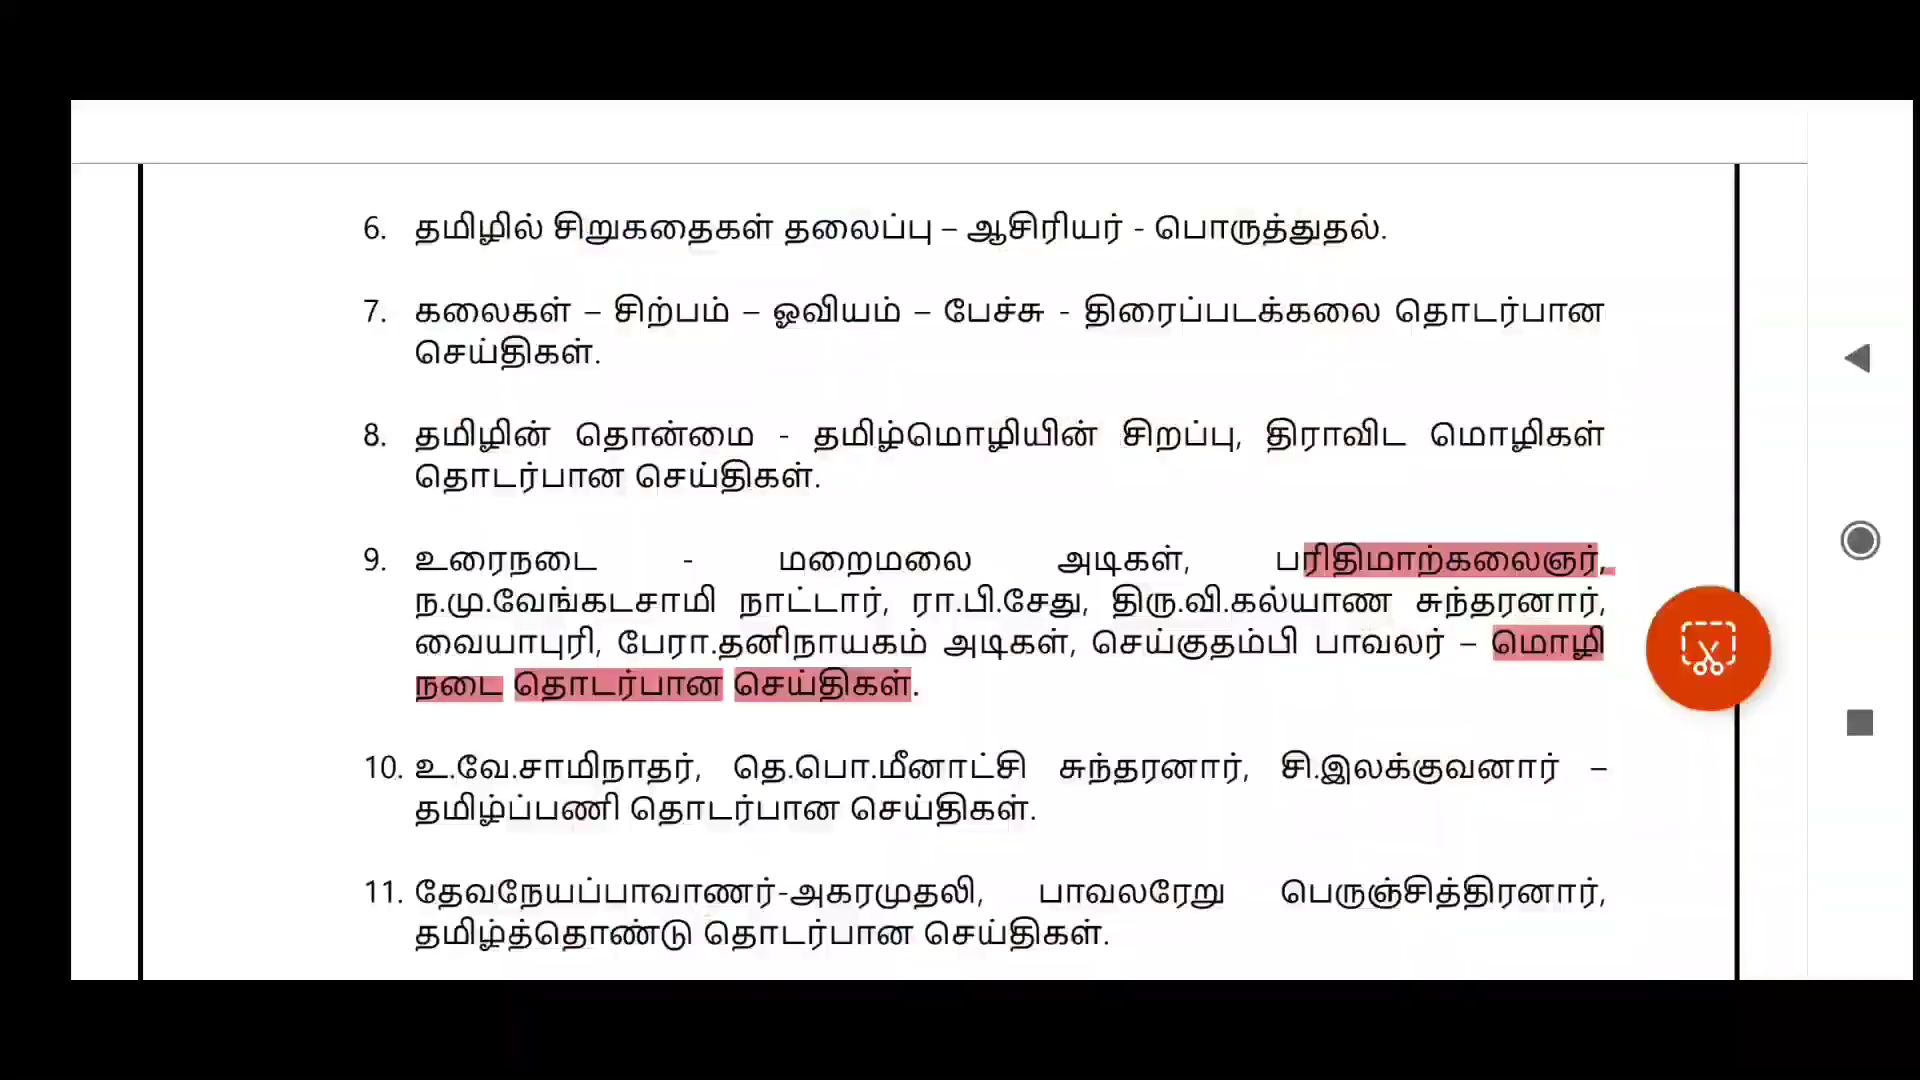 6. தமிழில் சிறுகதைகள் தலைப்பு – ஆசிரியர் - பொருத்துதல்.
7. கலைகள் – சிற்பம் – ஓவியம் – பேச்சு - திரைப்படக்கலை தொடர்பான
செய்திகள்.
8. தமிழின் தொன்மை - தமிழ்மொழியின் சிறப்பு, திராவிட மொழிகள்
தொடர்பான செய்திகள்.
9. உரைநடை - மறைமலை அடிகள், பரிதிமாற்கலைஞர்,
ந.மு.வேங்கடசாமி நாட்டார், ரா.பி.சேது, திரு.வி.கல்யாண சுந்தரனார்,
வையாபுரி, பேரா.தனிநாயகம் அடிகள், செய்குதம்பி பாவலர் – மொழி
நடை தொடர்பான செய்திகள்.
10. உ.வே.சாமிநாதர், தெ.பொ.மீனாட்சி சுந்தரனார், சி.இலக்குவனார் –
தமிழ்ப்பணி தொடர்பான செய்திகள்.
11. தேவநேயப்பாவாணர்-அகரமுதலி, பாவலரேறு பெருஞ்சித்திரனார்,
தமிழ்த்தொண்டு தொடர்பான செய்திகள்.